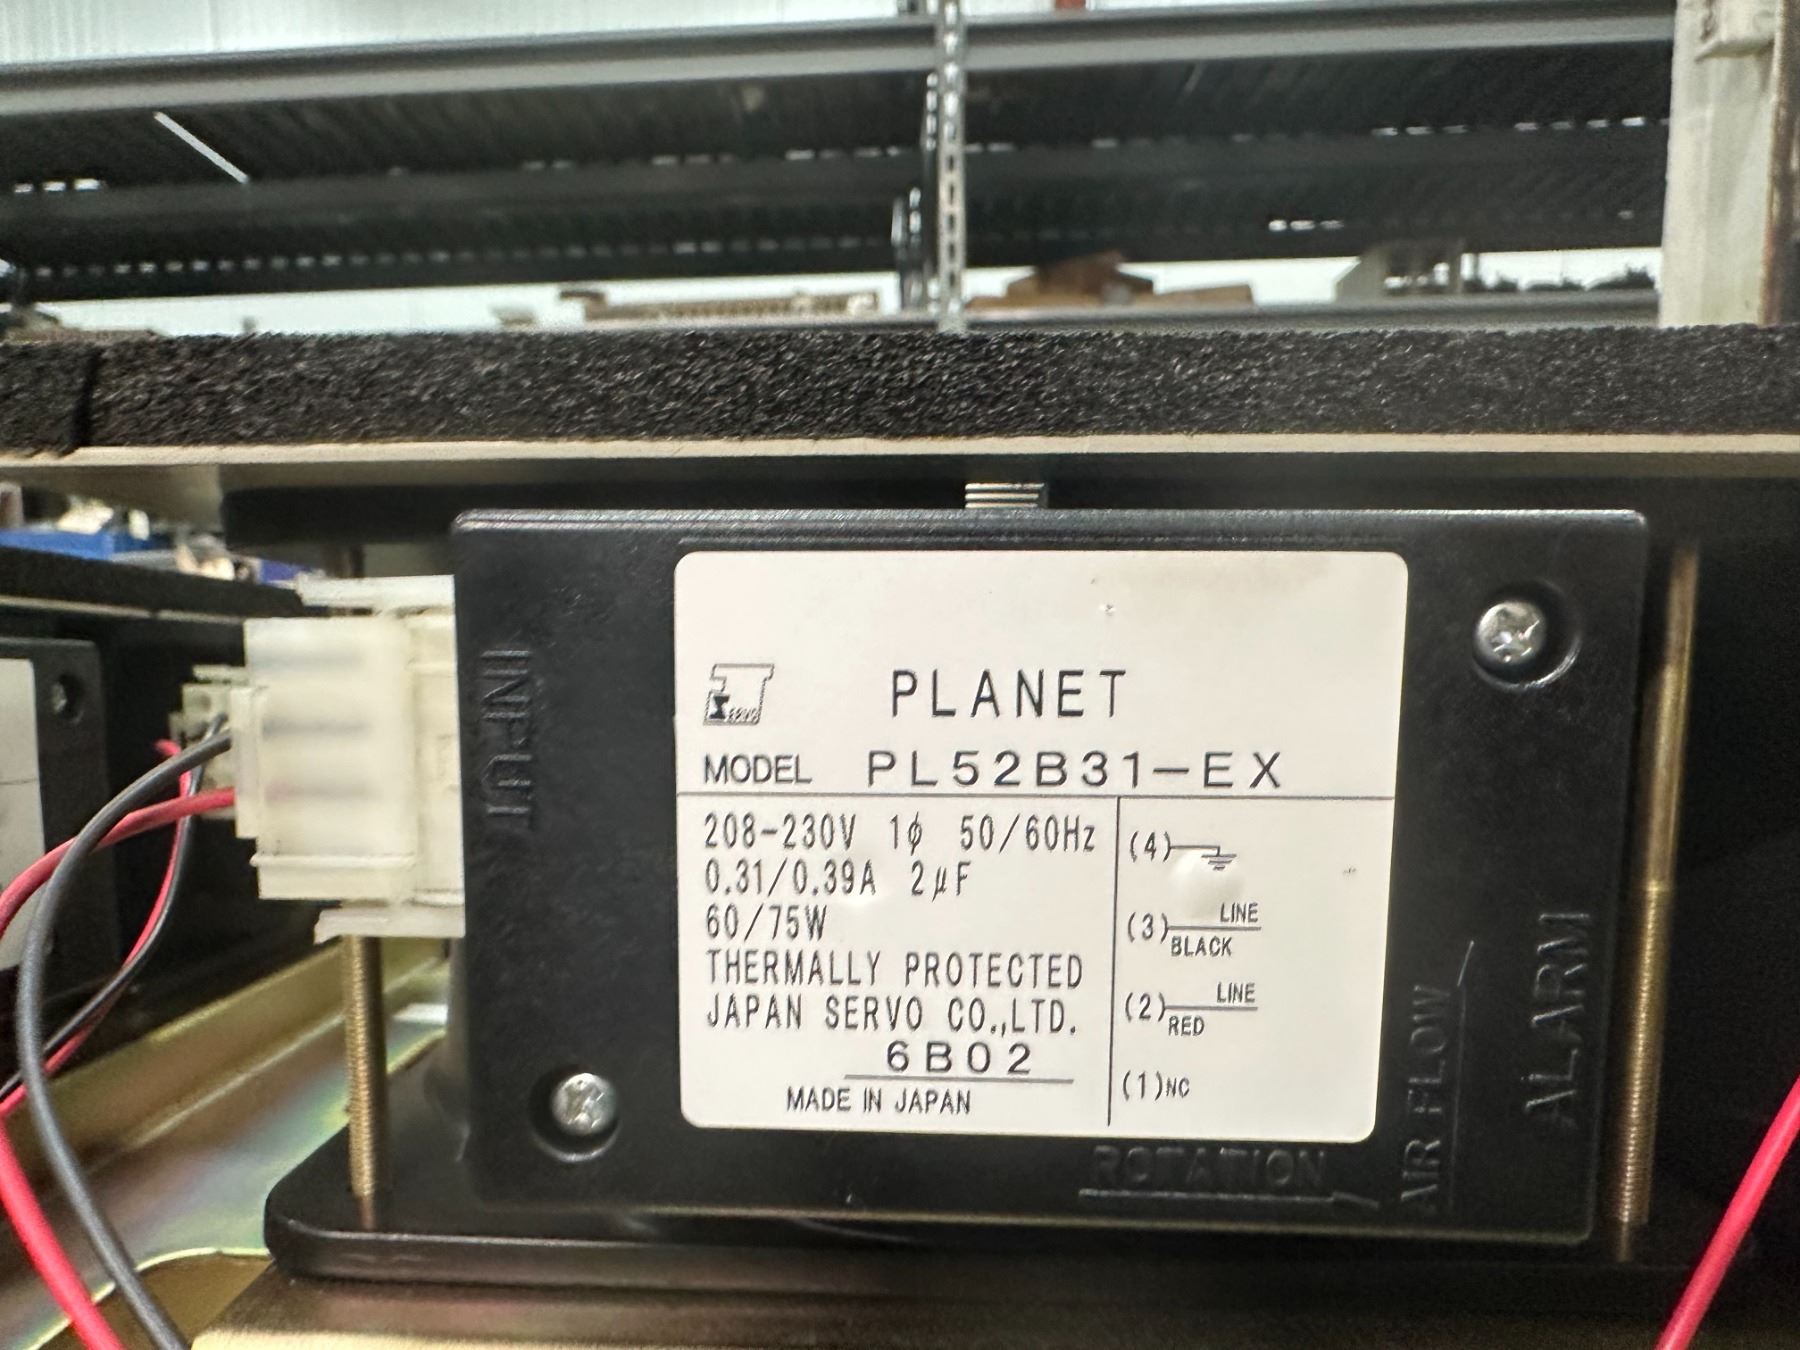 INPUT
SERVO
PLANET
MODEL PL52B31-EX
208-230V 1ϕ 50/60Hz
0.31/0.39A 2μF
60/75W
THERMALLY PROTECTED
JAPAN SERVO CO.,LTD.
6B02
MADE IN JAPAN
(4)
(3) LINE
BLACK
(2) LINE
RED
(1)NC
ROTATION
AIR FLOW
ALARM